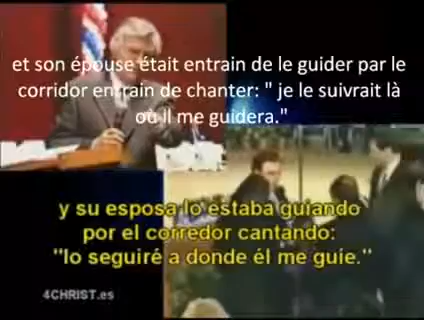 et son épouse était entrain de le guider par le
corridor entrain de chanter: " je le suivrait là
où il me guidera."
y su esposa lo estaba guiando
por el corredor cantando:
"lo seguiré a donde él me guie."
4CHRIST.es